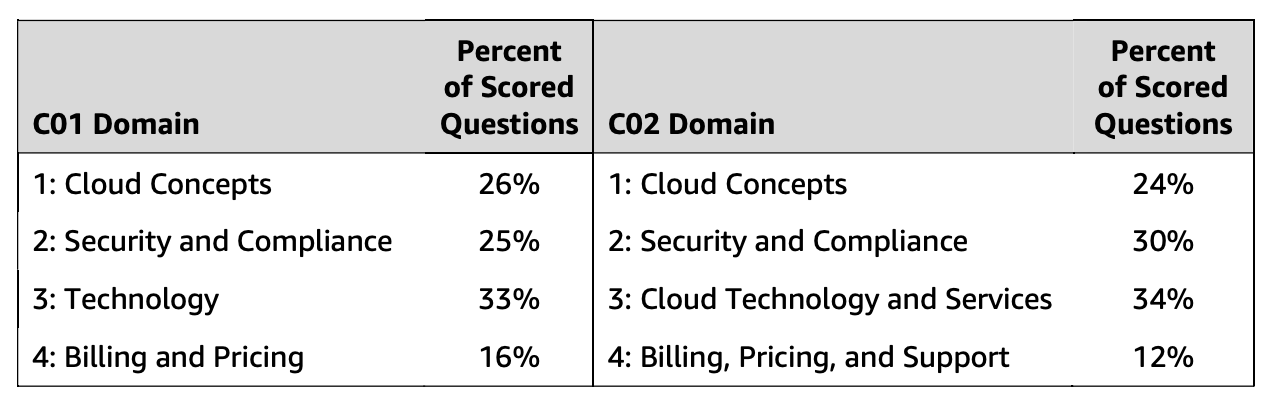 C01 Domain Percent of Scored Questions C02 Domain Percent of Scored Questions
1: Cloud Concepts 26% 1: Cloud Concepts 24%
2: Security and Compliance 25% 2: Security and Compliance 30%
3: Technology 33% 3: Cloud Technology and Services 34%
4: Billing and Pricing 16% 4: Billing, Pricing, and Support 12%